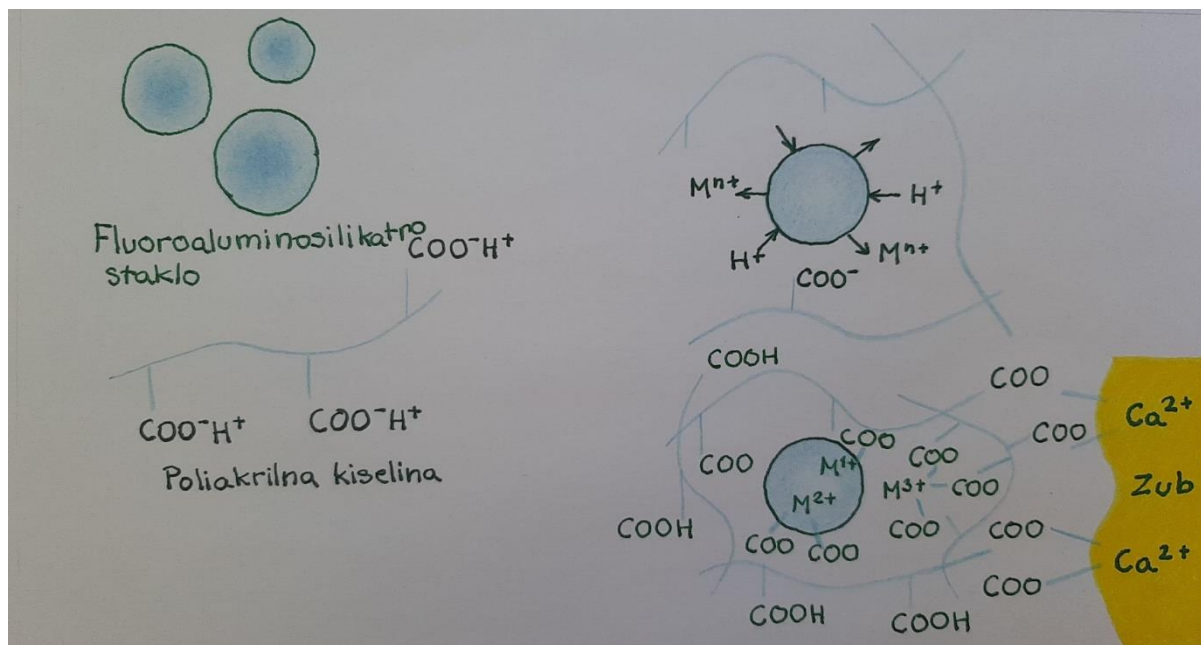 Fluoroaluminosilikatno
staklo
COO⁻H⁺
COO⁻H⁺
COO⁻H⁺
Poliakrilna kiselina
Mⁿ⁺
H⁺
H⁺
Mⁿ⁺
COO⁻
COOH
COO
Ca²⁺
COO
COO
COO
M¹⁺
COO
M³⁺
COO
Zub
M²⁺
COOH
COO
COO
COO
COO
Ca²⁺
COO
COOH
COOH